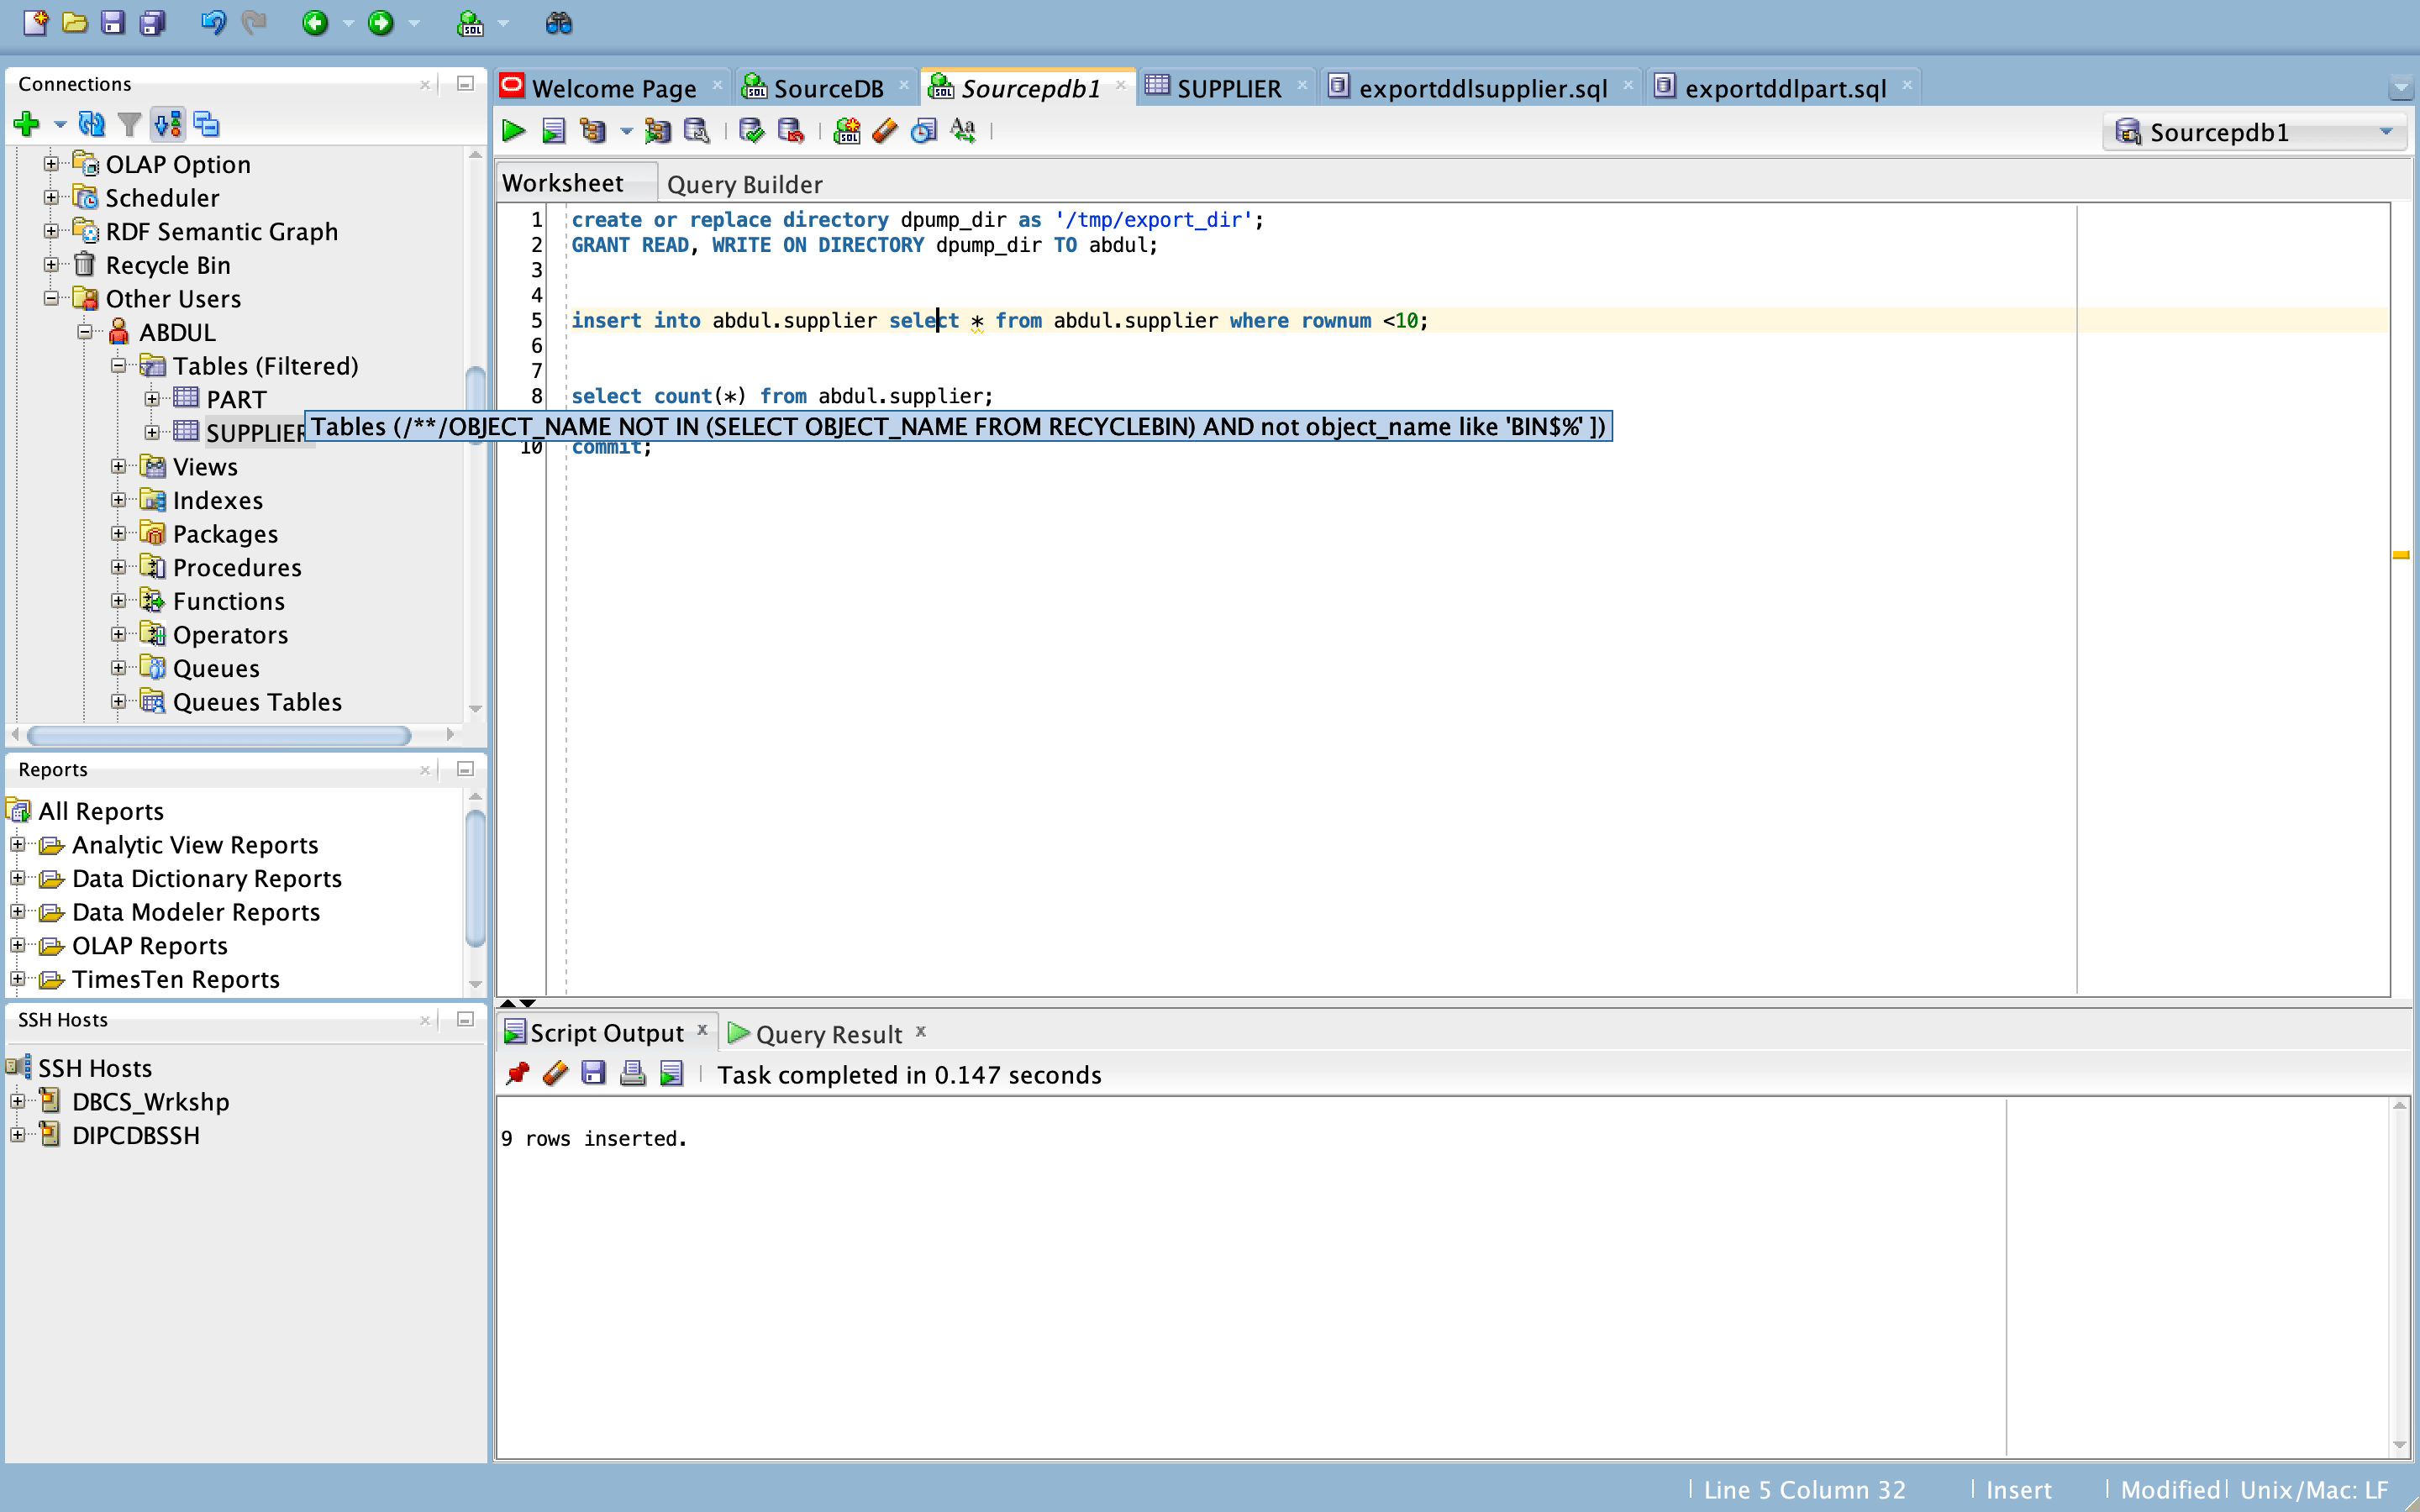 Connections
OLAP Option
Scheduler
RDF Semantic Graph
Recycle Bin
Other Users
ABDUL
Tables (Filtered)
PART
SUPPLIER
Views
Indexes
Packages
Procedures
Functions
Operators
Queues
Queues Tables
Reports
All Reports
Analytic View Reports
Data Dictionary Reports
Data Modeler Reports
OLAP Reports
TimesTen Reports
SSH Hosts
SSH Hosts
DBCS_Wrkshp
DIPCDBSSH
Welcome Page
SourceDB
Sourcepdb1
SUPPLIER
exportddlsupplier.sql
exportddlpart.sql
Sourcepdb1
Worksheet
Query Builder
1 create or replace directory dpump_dir as '/tmp/export_dir';
2 GRANT READ, WRITE ON DIRECTORY dpump_dir TO abdul;
3
4
5 insert into abdul.supplier select * from abdul.supplier where rownum <10;
6
7
8 select count(*) from abdul.supplier;
Tables (/**/OBJECT_NAME NOT IN (SELECT OBJECT_NAME FROM RECYCLEBIN) AND not object_name like 'BIN$%' ])
10 commit;
Script Output
Query Result
Task completed in 0.147 seconds
9 rows inserted.
Line 5 Column 32
Insert
Modified
Unix/Mac: LF